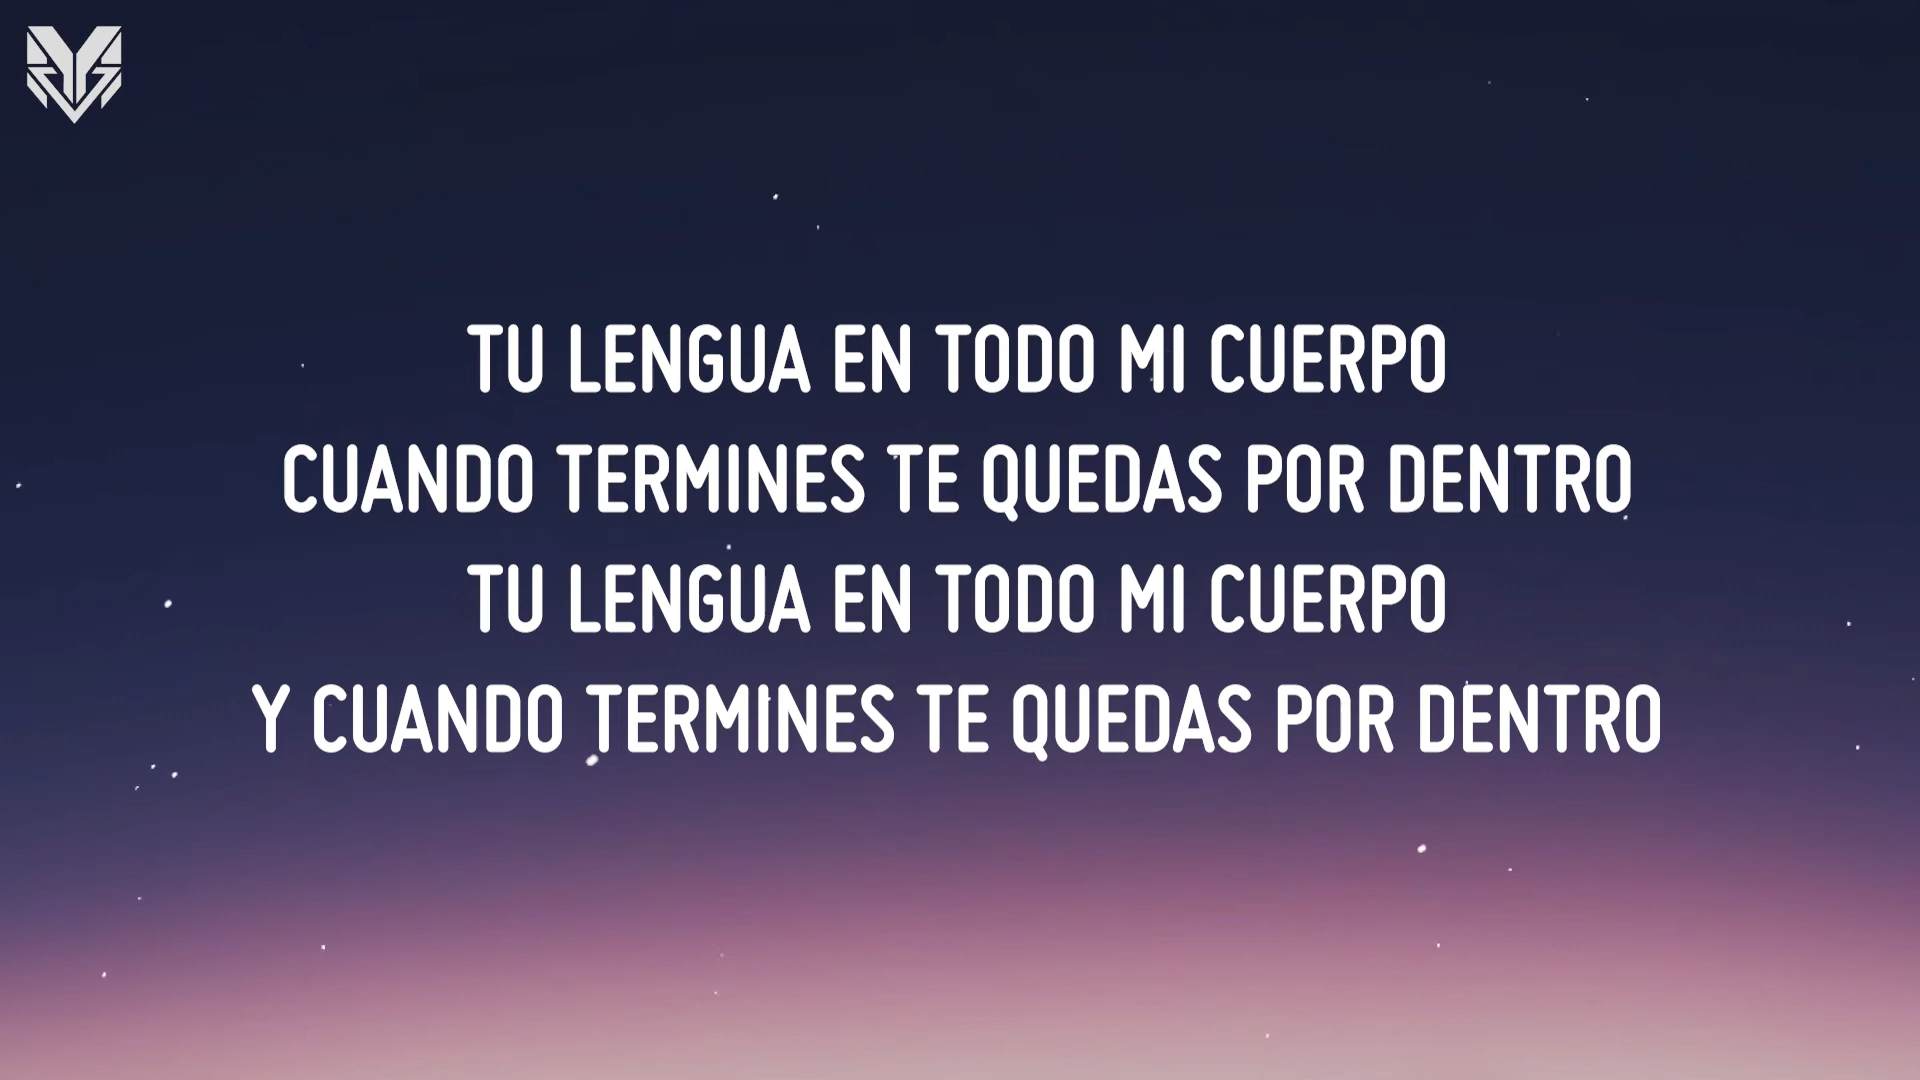 TU LENGUA EN TODO MI CUERPO
CUANDO TERMINES TE QUEDAS POR DENTRO
TU LENGUA EN TODO MI CUERPO
Y CUANDO TERMINES TE QUEDAS POR DENTRO